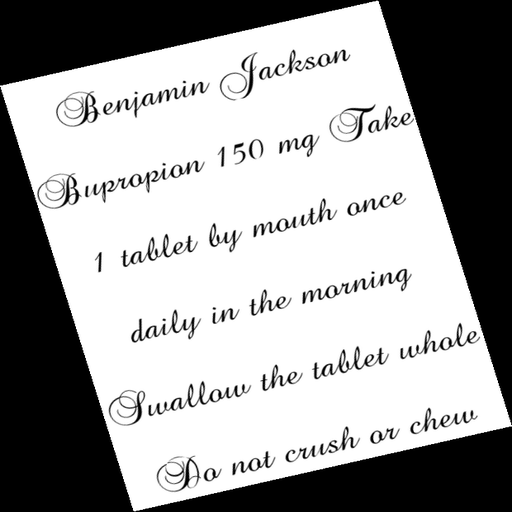 Benjamin Jackson
Bupropion 150 mg Take
1 tablet by mouth once
daily in the morning
Swallow the tablet whole
Do not crush or chew